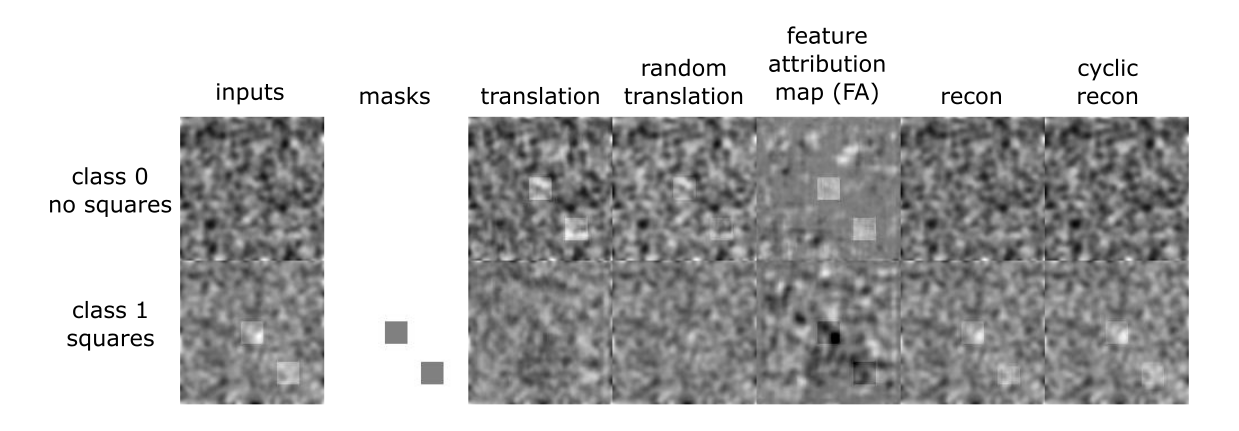 inputs
masks
translation
random
translation
feature
attribution
map (FA)
recon
cyclic
recon
class 0
no squares
class 1
squares